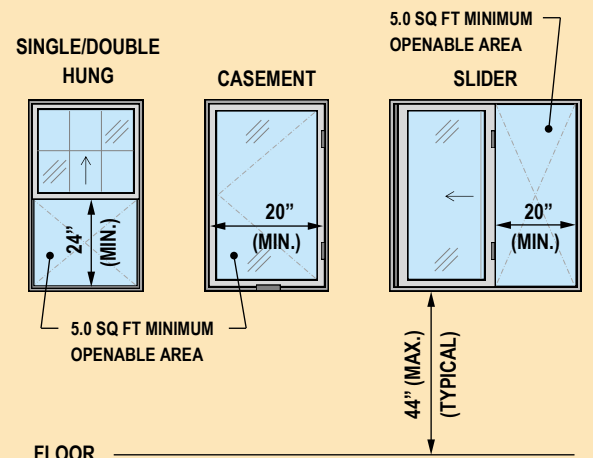 5.0 SQ FT MINIMUM
OPENABLE AREA
SINGLE/DOUBLE
HUNG
CASEMENT
SLIDER
24”
(MIN.)
20”
(MIN.)
20”
(MIN.)
5.0 SQ FT MINIMUM
OPENABLE AREA
44” (MAX.)
(TYPICAL)
FLOOR